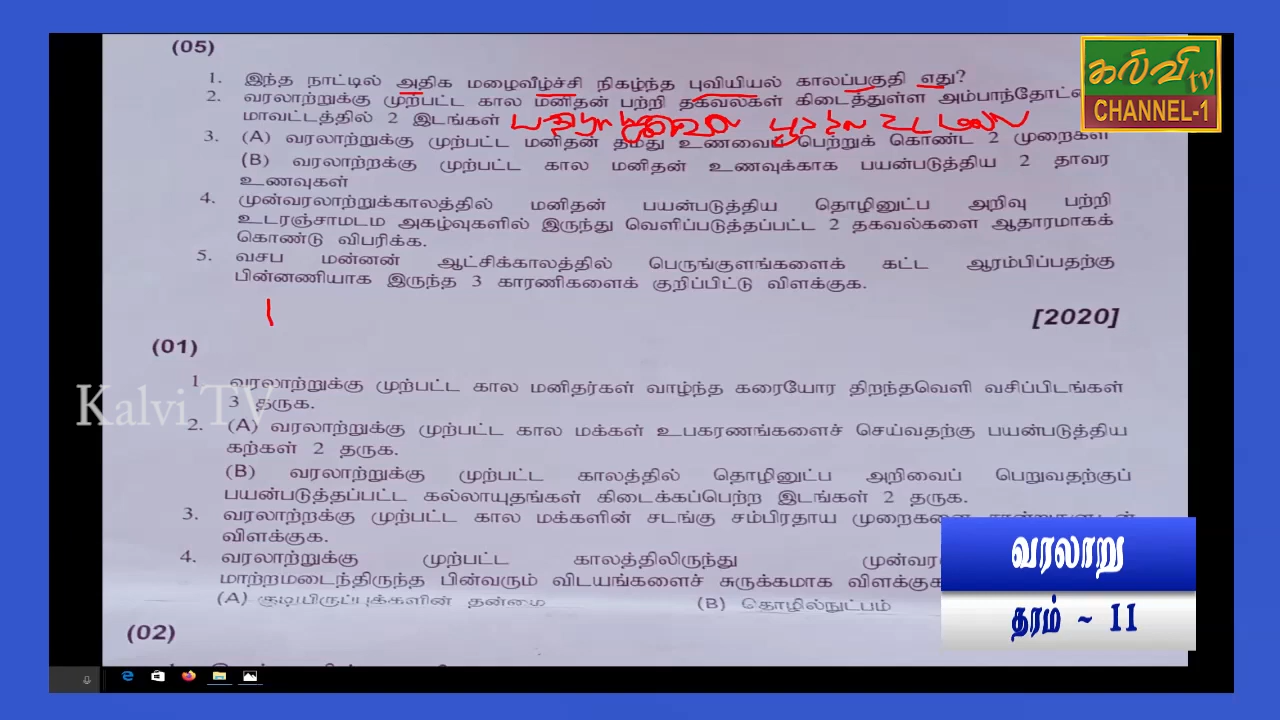 (05)
1. இந்த நாட்டில் அதிக மழைவீழ்ச்சி நிகழ்ந்த புவியியல் காலப்பகுதி எது?
2. வரலாற்றுக்கு முற்பட்ட கால மனிதன் பற்றி தகவல்கள் கிடைத்துள்ள
மாவட்டத்தில் 2 இடங்கள்
3. (A) வரலாற்றுக்கு முற்பட்ட மனிதன் தமது உணவைப் பெற்றுக் கொண்ட 2 முறைகள்
(B) வரலாற்றக்கு முற்பட்ட கால மனிதன் உணவுக்காக பயன்படுத்திய 2 தாவர
உணவுகள்
4. முன்வரலாற்றுக்காலத்தில் மனிதன் பயன்படுத்திய தொழினுட்ப அறிவு பற்றி
உடரஞ்சாமடம அகழ்வுகளில் இருந்து வெளிப்படுத்தப்பட்ட 2 தகவல்களை ஆதாரமாகக்
கொண்டு விபரிக்க.
5. வசப மன்னன் ஆட்சிக்காலத்தில் பெருங்குளங்களைக் கட்ட ஆரம்பிப்பதற்கு
பின்னணியாக இருந்த 3 காரணிகளைக் குறிப்பிட்டு விளக்குக.
[2020]
(01)
1. வரலாற்றுக்கு முற்பட்ட கால மனிதர்கள் வாழ்ந்த கரையோர திறந்தவெளி வசிப்பிடங்கள்
3 தருக.
2. (A) வரலாற்றுக்கு முற்பட்ட கால மக்கள் உபகரணங்களைச் செய்வதற்கு பயன்படுத்திய
கற்கள் 2 தருக.
(B) வரலாற்றுக்கு முற்பட்ட காலத்தில் தொழினுட்ப அறிவைப் பெறுவதற்குப்
பயன்படுத்தப்பட்ட கல்லாயுதங்கள் கிடைக்கப்பெற்ற இடங்கள் 2 தருக.
3. வரலாற்றக்கு முற்பட்ட கால மக்களின் சடங்கு சம்பிரதாய முறைகளை
விளக்குக.
4. வரலாற்றுக்கு முற்பட்ட காலத்திலிருந்து
மாற்றமடைந்திருந்த பின்வரும் விடயங்களைச் சுருக்கமாக விளக்குக
(A) குடியிருப்புக்களின் தன்மை (B) தொழில்நுட்பம்
(02)
கல்வி tv
CHANNEL-1
Kalvi TV
வரலாறு
தரம் ~ 11